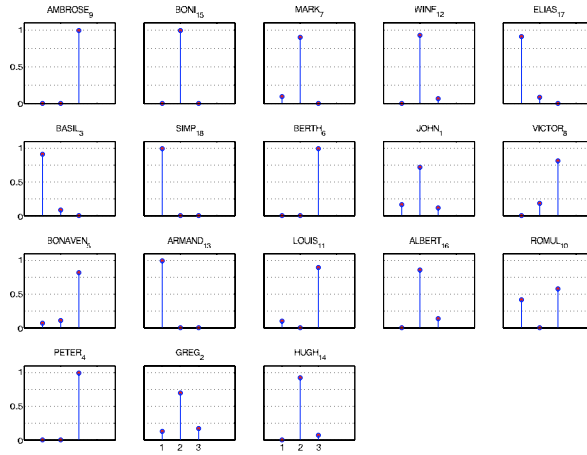 AMBROSE9 BONI15 MARK7 WINF12 ELIAS17
1
0.5
0
BASIL3 SIMP18 BERTH6 JOHN1 VICTOR8
1
0.5
0
BONAVEN5 ARMAND13 LOUIS11 ALBERT16 ROMUL10
1
0.5
0
PETER4 GREG2 HUGH14
1
0.5
0
1 2 3 1 2 3